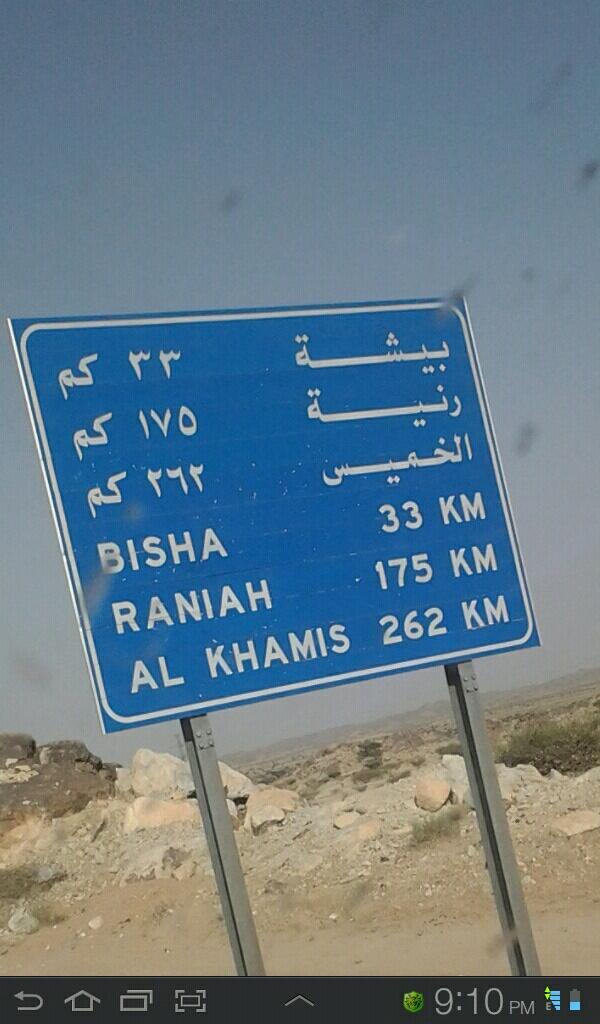 بيشة ٣٣ كم
رنية ١٧٥ كم
الخميس ٢٦٢ كم
BISHA 33 KM
RANIAH 175 KM
AL KHAMIS 262 KM
9:10 PM